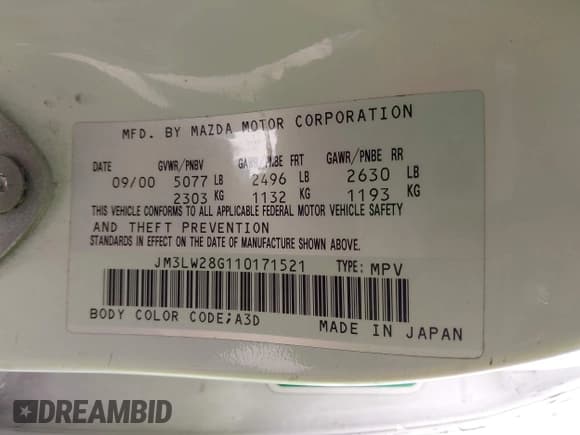 MFD. BY MAZDA MOTOR CORPORATION
DATE GVWR/PNBV GAWR/PNBE FRT GAWR/PNBE RR
09/00 5077 LB 2496 LB 2630 LB
2303 KG 1132 KG 1193 KG
THIS VEHICLE CONFORMS TO ALL APPLICABLE FEDERAL MOTOR VEHICLE SAFETY
AND THEFT PREVENTION
STANDARDS IN EFFECT ON THE DATE OF MANUFACTURE SHOWN ABOVE.
JM3LW28G110171521 TYPE: MPV
BODY COLOR CODE;A3D MADE IN JAPAN
DREAMBID